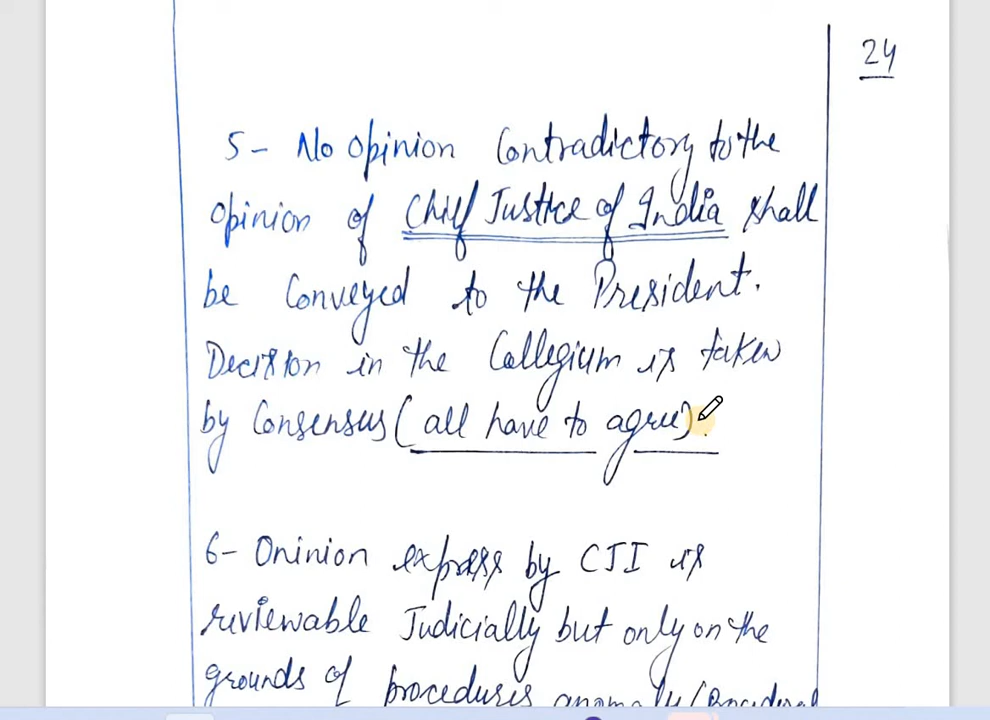 24
5- No opinion Contradictory to the
opinion of Chief Justice of India shall
be Conveyed to the President.
Decision in the Collegium is taken
by Consensus (all have to agree).
6- Oninion express by CJI is
reviewable Judicially but only on the
grounds of procedures anomaly/